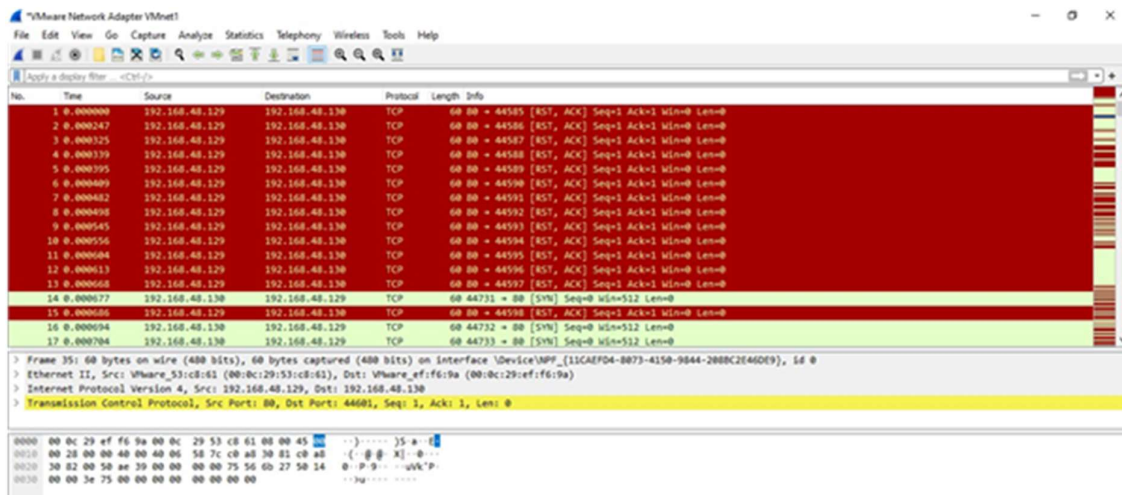 *VMware Network Adapter VMnet1
File Edit View Go Capture Analyze Statistics Telephony Wireless Tools Help
Apply a display filter ... <Ctrl-/>
No. Time Source Destination Protocol Length Info
1 0.000000 192.168.48.129 192.168.48.130 TCP 60 80 → 44585 [RST, ACK] Seq=1 Ack=1 Win=0 Len=0
2 0.000247 192.168.48.129 192.168.48.130 TCP 60 80 → 44586 [RST, ACK] Seq=1 Ack=1 Win=0 Len=0
3 0.000325 192.168.48.129 192.168.48.130 TCP 60 80 → 44587 [RST, ACK] Seq=1 Ack=1 Win=0 Len=0
4 0.000339 192.168.48.129 192.168.48.130 TCP 60 80 → 44588 [RST, ACK] Seq=1 Ack=1 Win=0 Len=0
5 0.000395 192.168.48.129 192.168.48.130 TCP 60 80 → 44589 [RST, ACK] Seq=1 Ack=1 Win=0 Len=0
6 0.000409 192.168.48.129 192.168.48.130 TCP 60 80 → 44590 [RST, ACK] Seq=1 Ack=1 Win=0 Len=0
7 0.000482 192.168.48.129 192.168.48.130 TCP 60 80 → 44591 [RST, ACK] Seq=1 Ack=1 Win=0 Len=0
8 0.000498 192.168.48.129 192.168.48.130 TCP 60 80 → 44592 [RST, ACK] Seq=1 Ack=1 Win=0 Len=0
9 0.000545 192.168.48.129 192.168.48.130 TCP 60 80 → 44593 [RST, ACK] Seq=1 Ack=1 Win=0 Len=0
10 0.000556 192.168.48.129 192.168.48.130 TCP 60 80 → 44594 [RST, ACK] Seq=1 Ack=1 Win=0 Len=0
11 0.000604 192.168.48.129 192.168.48.130 TCP 60 80 → 44595 [RST, ACK] Seq=1 Ack=1 Win=0 Len=0
12 0.000613 192.168.48.129 192.168.48.130 TCP 60 80 → 44596 [RST, ACK] Seq=1 Ack=1 Win=0 Len=0
13 0.000668 192.168.48.129 192.168.48.130 TCP 60 80 → 44597 [RST, ACK] Seq=1 Ack=1 Win=0 Len=0
14 0.000677 192.168.48.130 192.168.48.129 TCP 60 44731 → 80 [SYN] Seq=0 Win=512 Len=0
15 0.000686 192.168.48.129 192.168.48.130 TCP 60 80 → 44598 [RST, ACK] Seq=1 Ack=1 Win=0 Len=0
16 0.000694 192.168.48.130 192.168.48.129 TCP 60 44732 → 80 [SYN] Seq=0 Win=512 Len=0
17 0.000704 192.168.48.130 192.168.48.129 TCP 60 44733 → 80 [SYN] Seq=0 Win=512 Len=0
> Frame 35: 60 bytes on wire (480 bits), 60 bytes captured (480 bits) on interface \Device\NPF_{11CAEFD4-8073-4150-9844-208BC2E46DE9}, id 0
> Ethernet II, Src: VMware_53:c8:61 (00:0c:29:53:c8:61), Dst: VMware_ef:f6:9a (00:0c:29:ef:f6:9a)
> Internet Protocol Version 4, Src: 192.168.48.129, Dst: 192.168.48.130
> Transmission Control Protocol, Src Port: 80, Dst Port: 44601, Seq: 1, Ack: 1, Len: 0
0000 00 0c 29 ef f6 9a 00 0c 29 53 c8 61 08 00 45 00 ··)····· )S·a··E·
0010 00 28 00 00 40 00 40 06 58 7c c0 a8 30 81 c0 a8 ·(··@·@· X|··0···
0020 30 82 00 50 ae 39 00 00 00 00 75 56 6b 27 50 14 0··P·9·· ··uVk'P·
0030 00 00 3e 75 00 00 00 00 00 00 00 00 ··>u···· ····